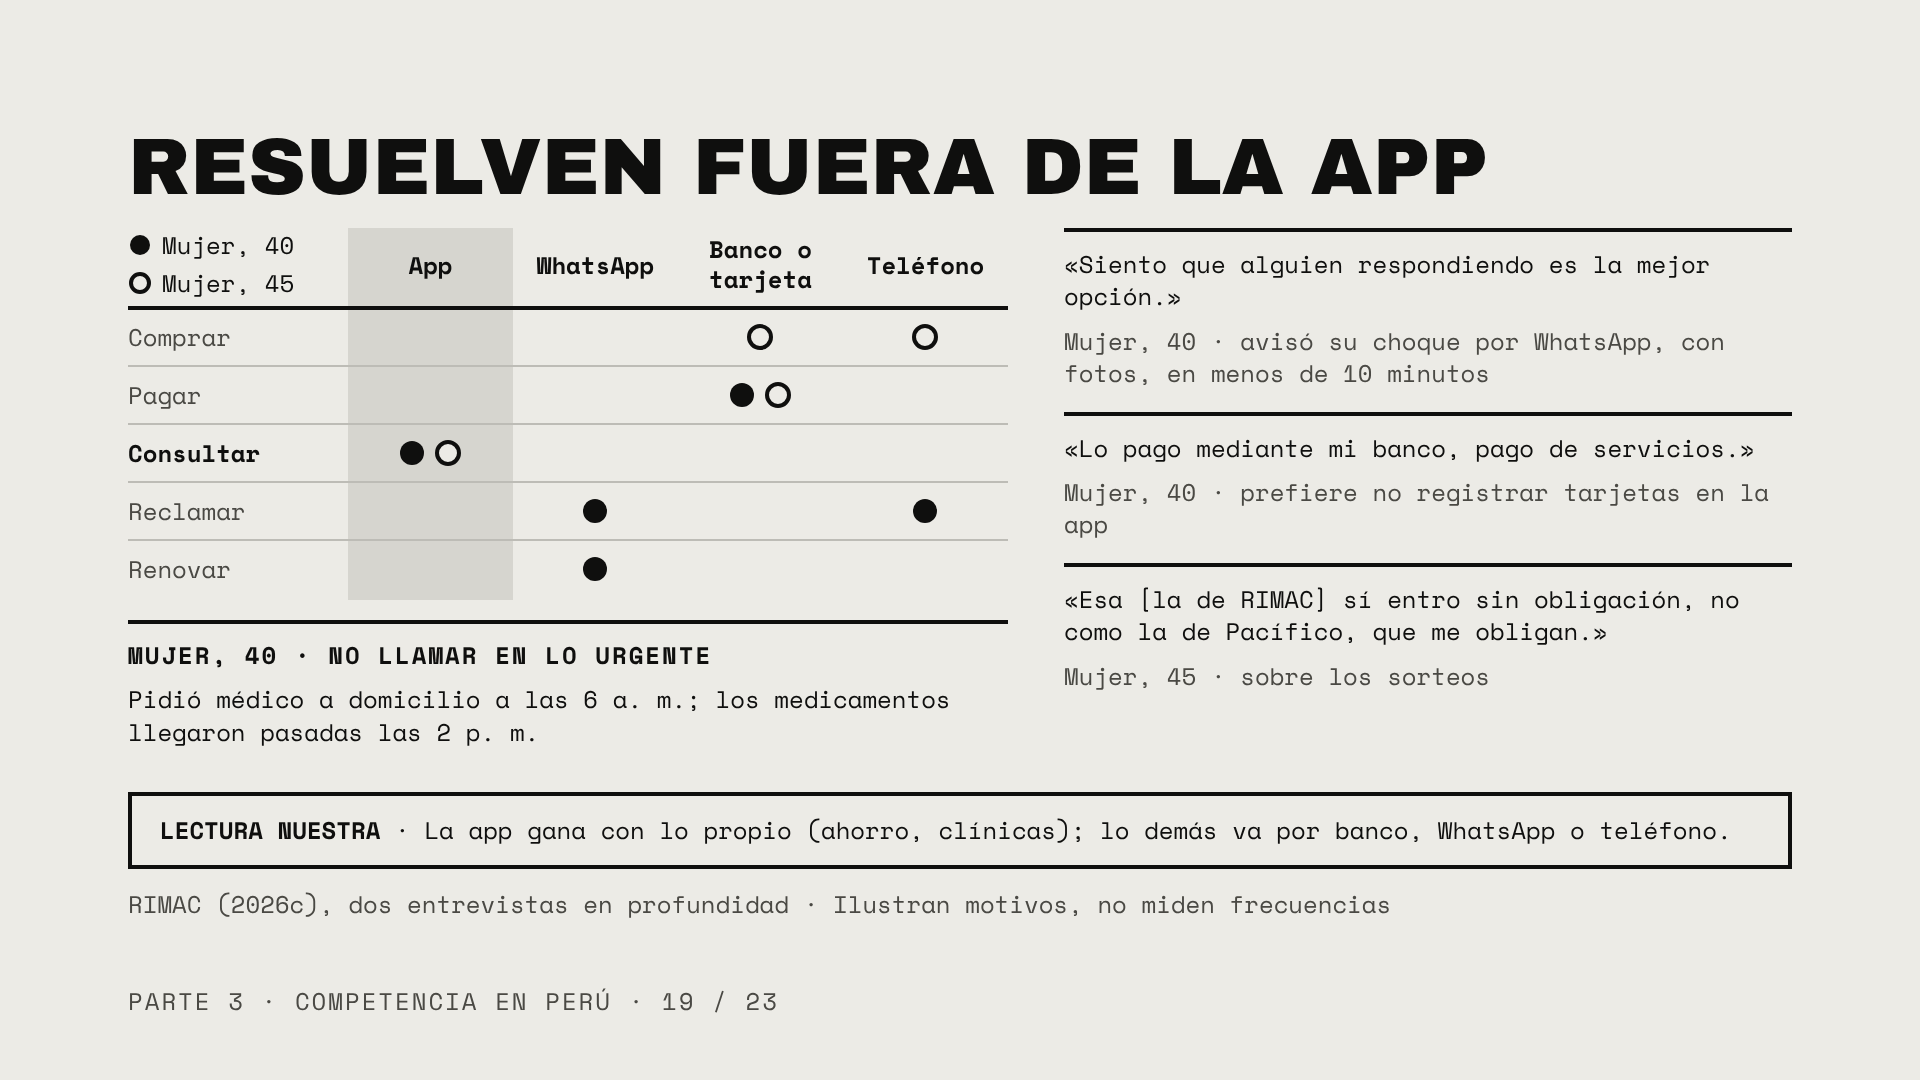 RESUELVEN FUERA DE LA APP
Mujer, 40
Mujer, 45
App
WhatsApp
Banco o
tarjeta
Teléfono
Comprar
Pagar
Consultar
Reclamar
Renovar
MUJER, 40 · NO LLAMAR EN LO URGENTE
Pidió médico a domicilio a las 6 a. m.; los medicamentos
llegaron pasadas las 2 p. m.
«Siento que alguien respondiendo es la mejor
opción.»
Mujer, 40 · avisó su choque por WhatsApp, con
fotos, en menos de 10 minutos
«Lo pago mediante mi banco, pago de servicios.»
Mujer, 40 · prefiere no registrar tarjetas en la
app
«Esa [la de RIMAC] sí entro sin obligación, no
como la de Pacífico, que me obligan.»
Mujer, 45 · sobre los sorteos
LECTURA NUESTRA · La app gana con lo propio (ahorro, clínicas); lo demás va por banco, WhatsApp o teléfono.
RIMAC (2026c), dos entrevistas en profundidad · Ilustran motivos, no miden frecuencias
PARTE 3 · COMPETENCIA EN PERÚ · 19 / 23